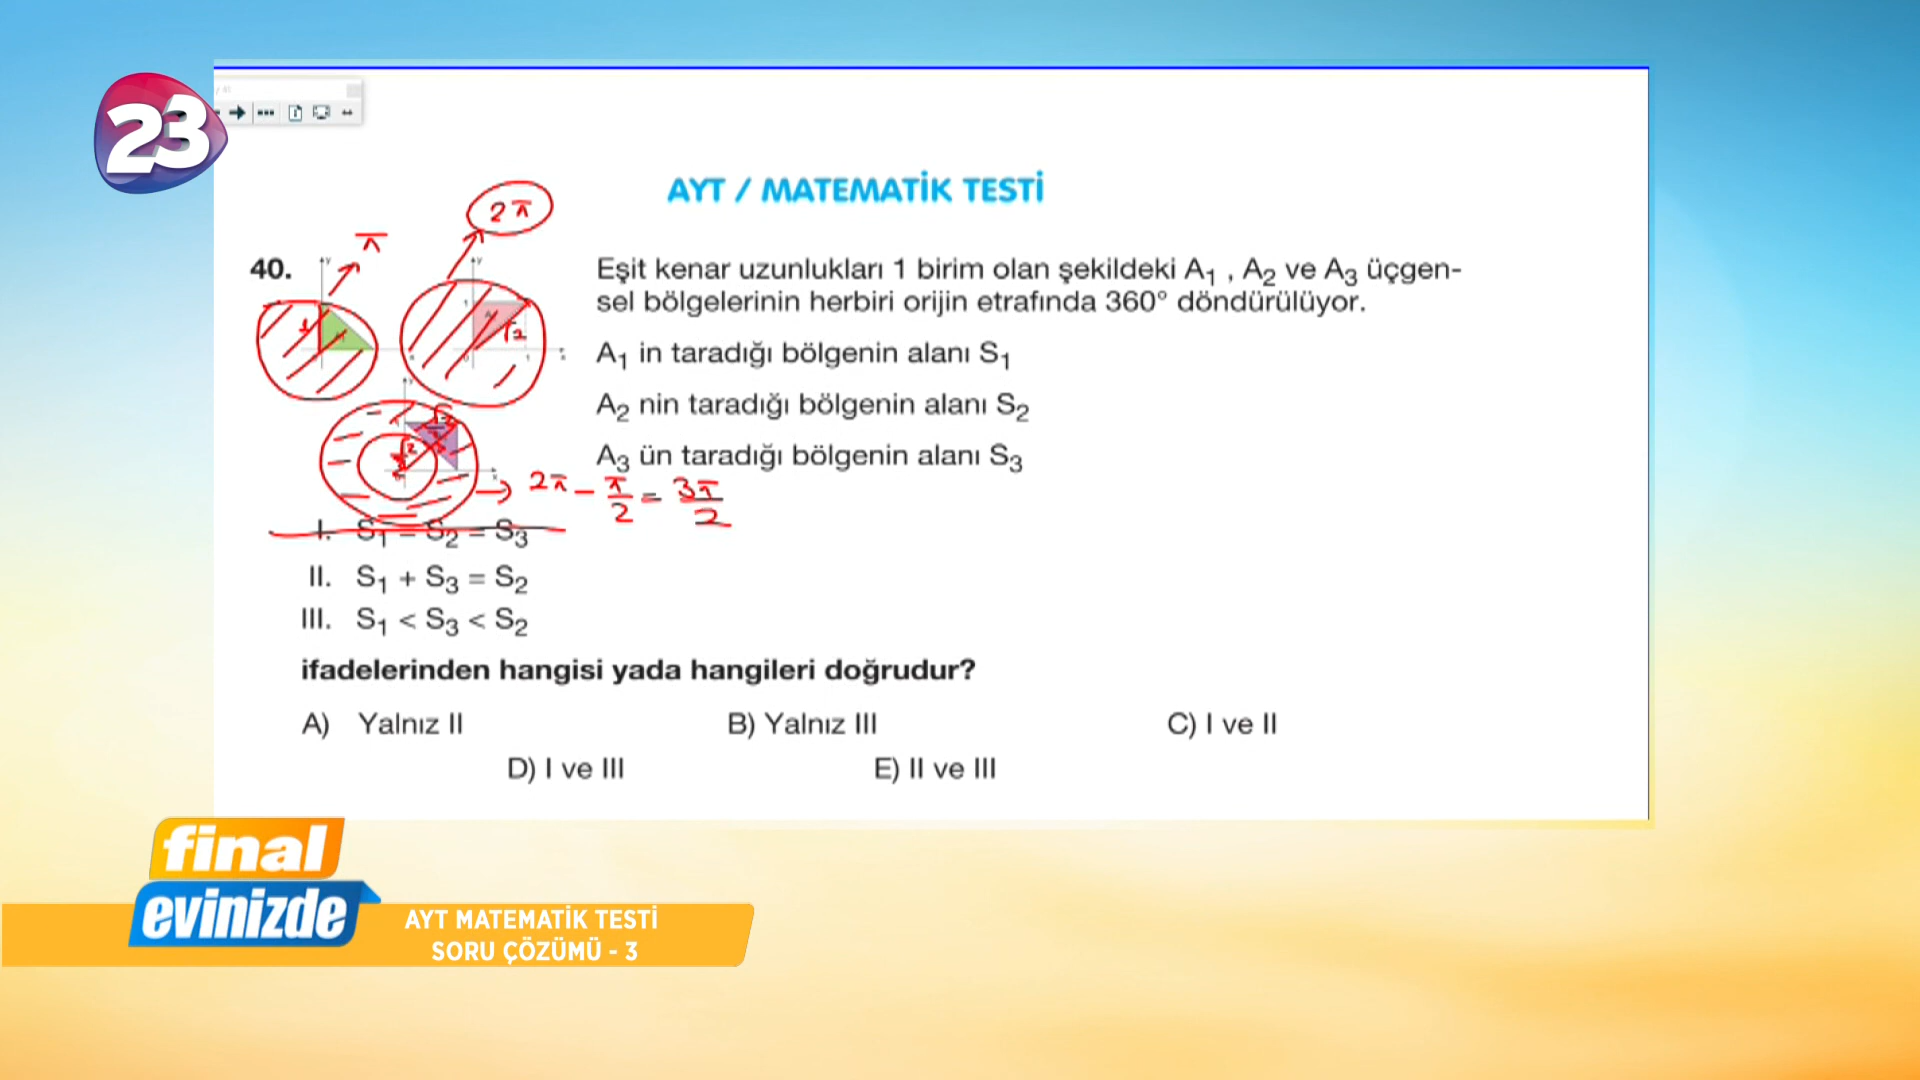 23
AYT / MATEMATİK TESTİ
2π
π
40.
Eşit kenar uzunlukları 1 birim olan şekildeki A₁ , A₂ ve A₃ üçgen-
sel bölgelerinin herbiri orijin etrafında 360° döndürülüyor.
A₁ in taradığı bölgenin alanı S₁
A₂ nin taradığı bölgenin alanı S₂
A₃ ün taradığı bölgenin alanı S₃
2π - π/2 = 3π/2
I. S₁ = S₂ = S₃
II. S₁ + S₃ = S₂
III. S₁ < S₃ < S₂
ifadelerinden hangisi yada hangileri doğrudur?
A) Yalnız II
B) Yalnız III
C) I ve II
D) I ve III
E) II ve III
final
evinizde
AYT MATEMATİK TESTİ
SORU ÇÖZÜMÜ - 3